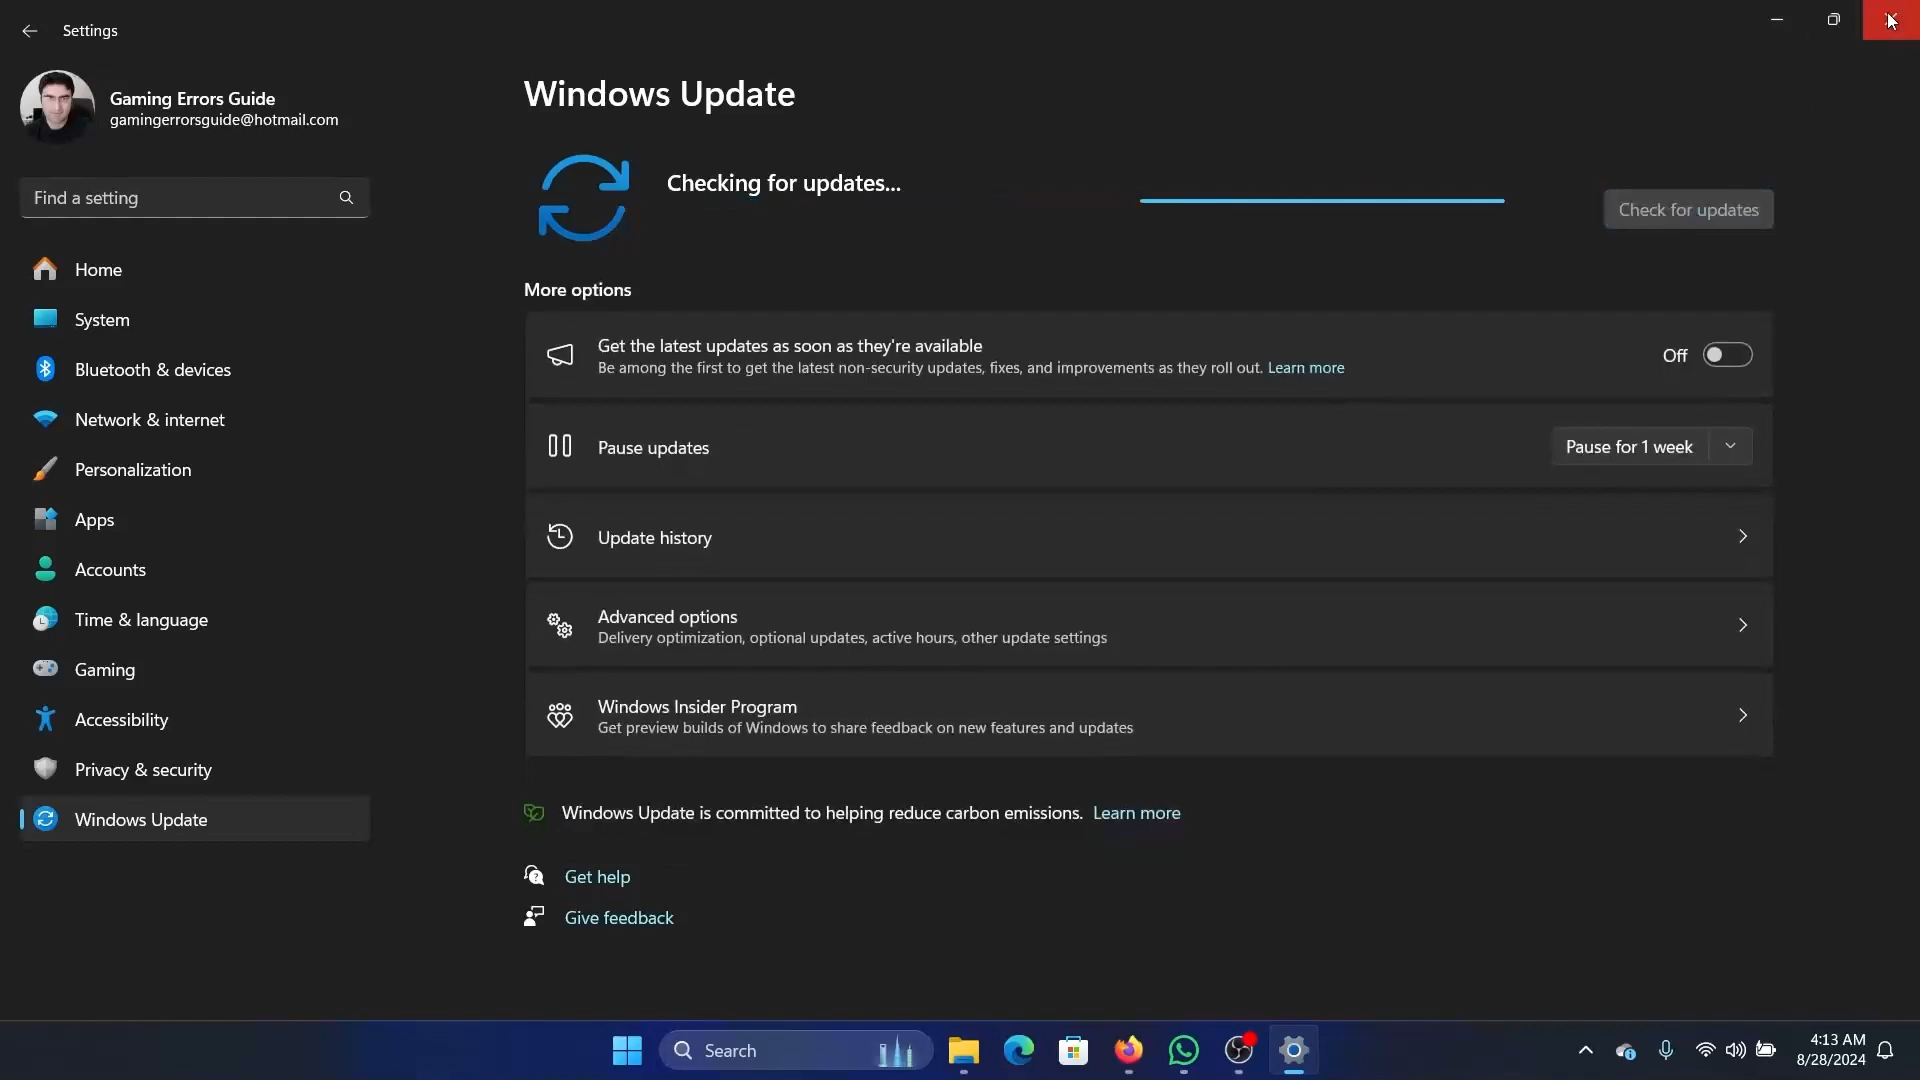 Settings
Gaming Errors Guide
gamingerrorsguide@hotmail.com
Find a setting
Home
System
Bluetooth & devices
Network & internet
Personalization
Apps
Accounts
Time & language
Gaming
Accessibility
Privacy & security
Windows Update
Windows Update
Checking for updates...
Check for updates
More options
Get the latest updates as soon as they're available
Be among the first to get the latest non-security updates, fixes, and improvements as they roll out. Learn more
Off
Pause updates
Pause for 1 week
Update history
Advanced options
Delivery optimization, optional updates, active hours, other update settings
Windows Insider Program
Get preview builds of Windows to share feedback on new features and updates
Windows Update is committed to helping reduce carbon emissions. Learn more
Get help
Give feedback
Search
4:13 AM
8/28/2024